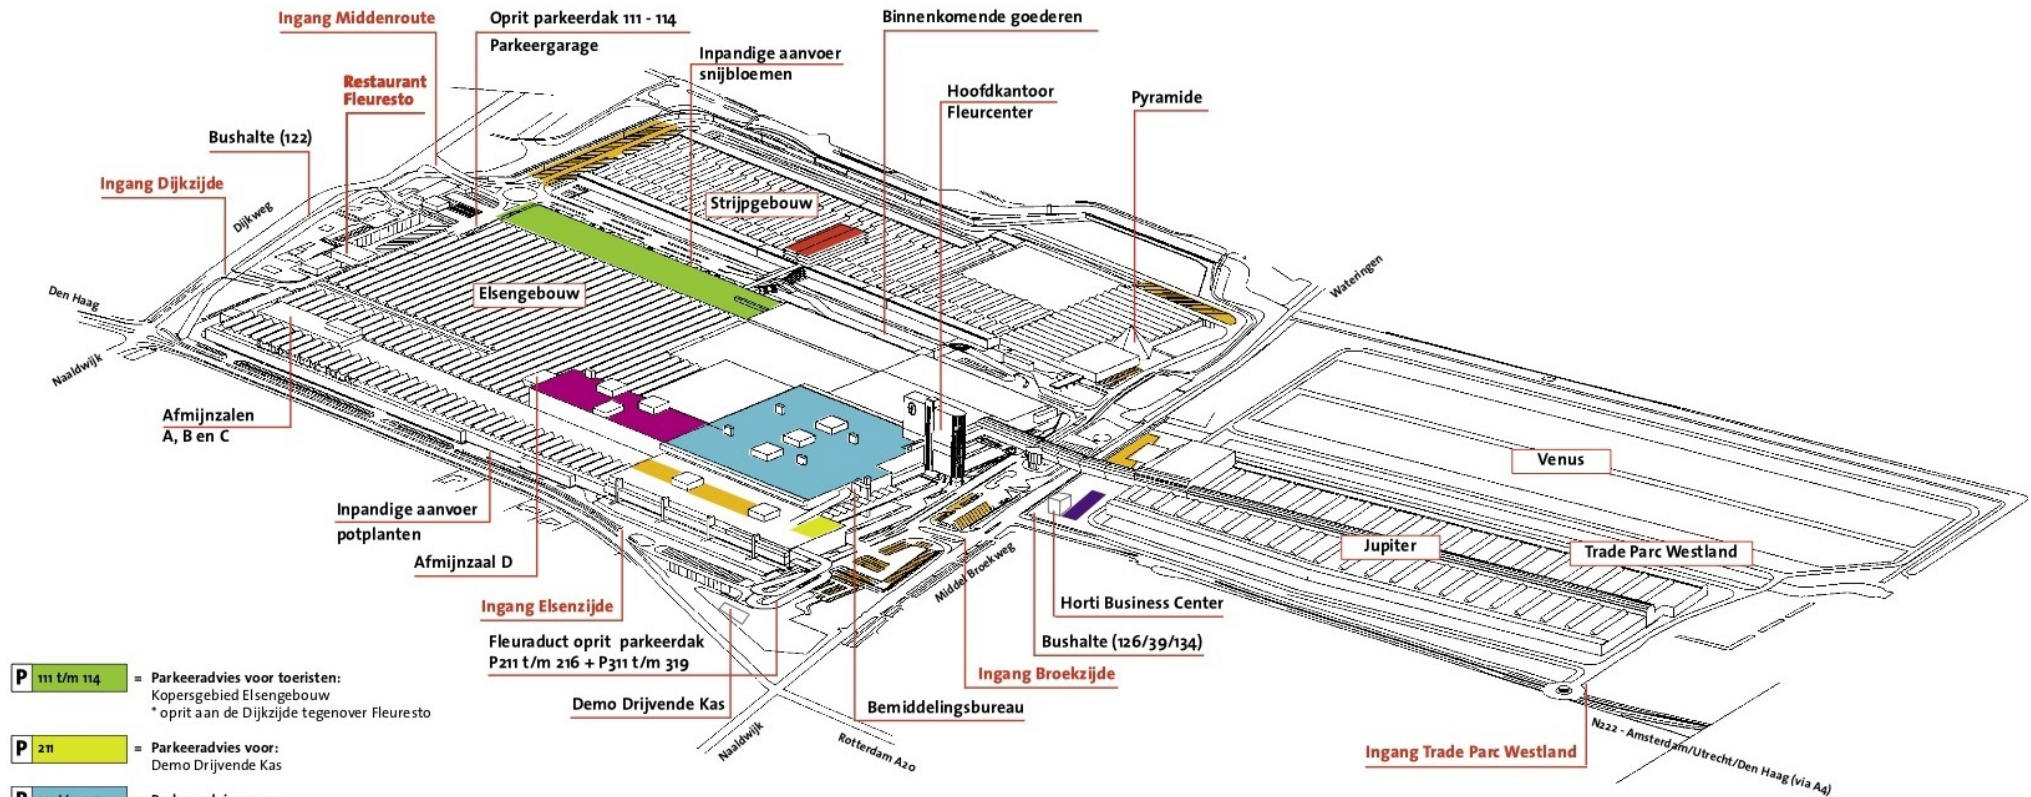 Ingang Middenroute
Oprit parkeerdak 111 - 114
Parkeergarage
Binnenkomende goederen
Inpandige aanvoer
snijbloemen
Restaurant
Fleuresto
Hoofdkantoor
Fleurcenter
Pyramide
Bushalte (122)
Ingang Dijkzijde
Dijkweg
Strijpgebouw
Elsengebouw
Wateringen
Den Haag
Naaldwijk
Afmijnzalen
A, B en C
Venus
Inpandige aanvoer
potplanten
Jupiter
Trade Parc Westland
Afmijnzaal D
Middel Broekweg
Ingang Elsenzijde
Horti Business Center
Fleuraduct oprit parkeerdak
P211 t/m 216 + P311 t/m 319
Bushalte (126/39/134)
Ingang Broekzijde
Demo Drijvende Kas
Bemiddelingsbureau
Naaldwijk
Rotterdam A20
Ingang Trade Parc Westland
N222 - Amsterdam/Utrecht/Den Haag (via A4)
P 111 t/m 114 = Parkeeradvies voor toeristen:
Kopersgebied Elsengebouw
* oprit aan de Dijkzijde tegenover Fleuresto
P 211 = Parkeeradvies voor:
Demo Drijvende Kas
P